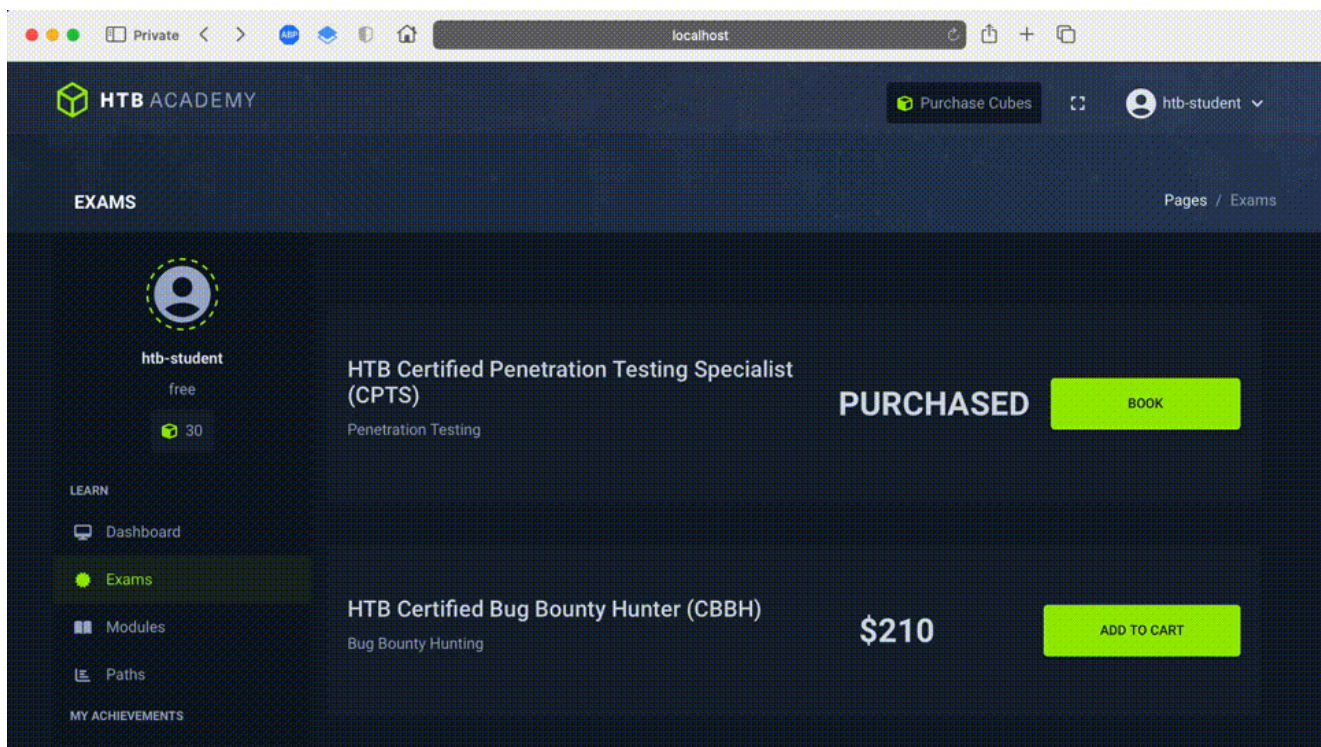 Private
ABP
localhost
HTB ACADEMY
Purchase Cubes
htb-student
EXAMS
Pages / Exams
htb-student
free
30
LEARN
Dashboard
Exams
Modules
Paths
MY ACHIEVEMENTS
HTB Certified Penetration Testing Specialist
(CPTS)
Penetration Testing
PURCHASED
BOOK
HTB Certified Bug Bounty Hunter (CBBH)
Bug Bounty Hunting
$210
ADD TO CART